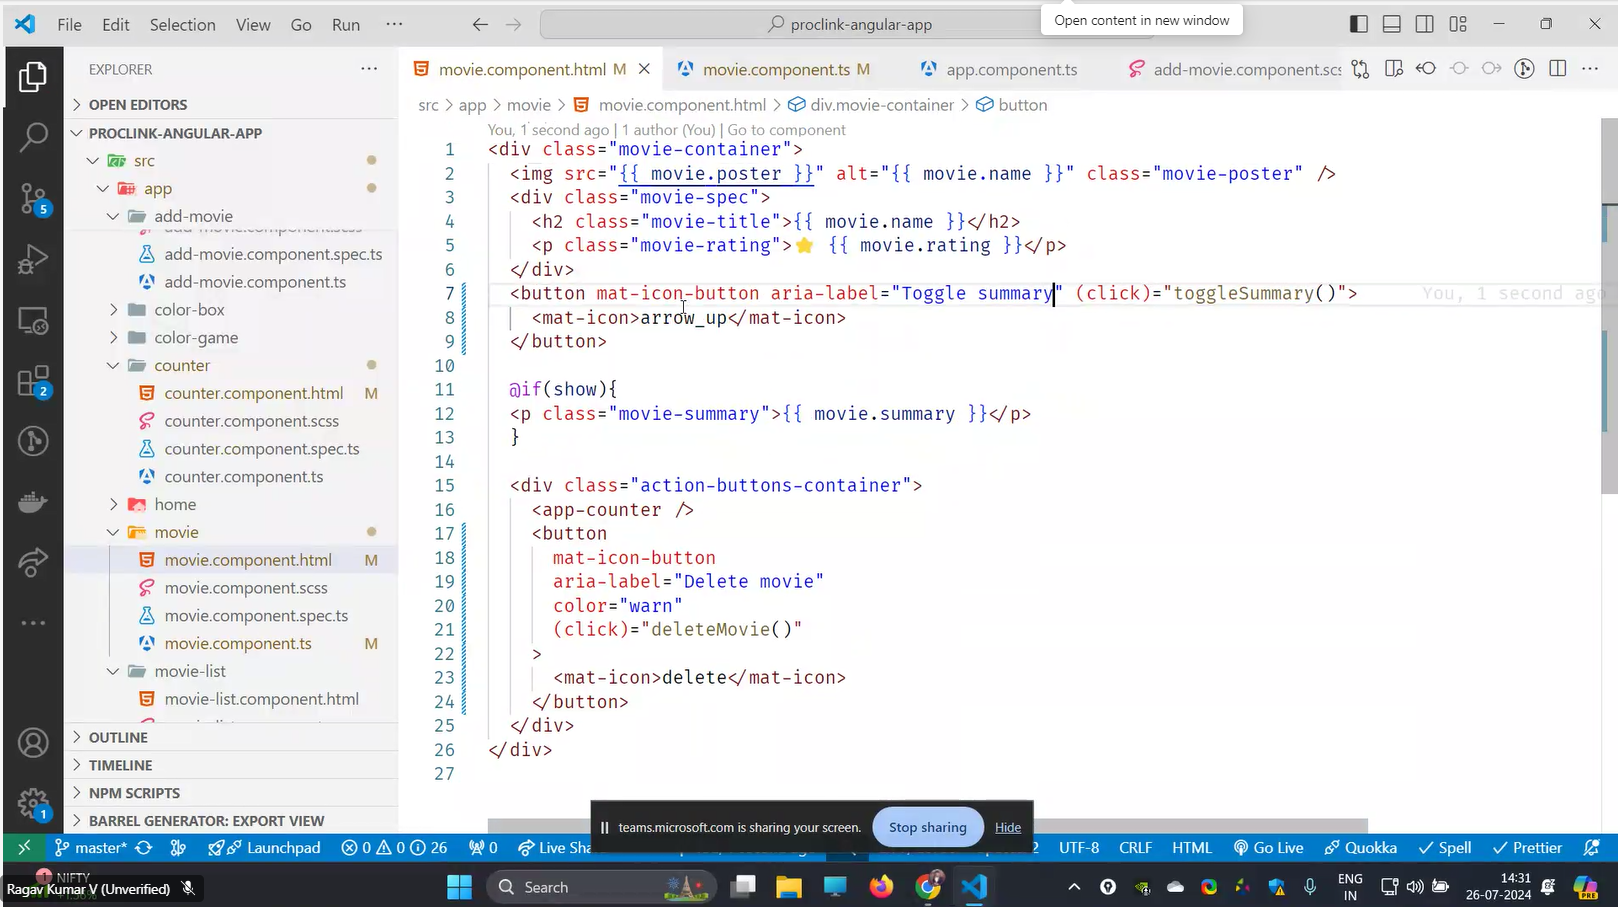 File Edit Selection View Go Run ···
proclink-angular-app
Open content in new window
EXPLORER
OPEN EDITORS
PROCLINK-ANGULAR-APP
src
app
add-movie
add-movie.component.scss
add-movie.component.spec.ts
add-movie.component.ts
color-box
color-game
counter
counter.component.html M
counter.component.scss
counter.component.spec.ts
counter.component.ts
home
movie
movie.component.html M
movie.component.scss
movie.component.spec.ts
movie.component.ts M
movie-list
movie-list.component.html
OUTLINE
TIMELINE
NPM SCRIPTS
BARREL GENERATOR: EXPORT VIEW
5
2
1
movie.component.html M
movie.component.ts M
app.component.ts
add-movie.component.scs
src > app > movie > movie.component.html > div.movie-container > button
You, 1 second ago | 1 author (You) | Go to component
1 <div class="movie-container">
2 <img src="{{ movie.poster }}" alt="{{ movie.name }}" class="movie-poster" />
3 <div class="movie-spec">
4 <h2 class="movie-title">{{ movie.name }}</h2>
5 <p class="movie-rating">⭐ {{ movie.rating }}</p>
6 </div>
7 <button mat-icon-button aria-label="Toggle summary" (click)="toggleSummary()"> You, 1 second ago
8 <mat-icon>arrow_up</mat-icon>
9 </button>
10
11 @if(show){
12 <p class="movie-summary">{{ movie.summary }}</p>
13 }
14
15 <div class="action-buttons-container">
16 <app-counter />
17 <button
18 mat-icon-button
19 aria-label="Delete movie"
20 color="warn"
21 (click)="deleteMovie()"
22 >
23 <mat-icon>delete</mat-icon>
24 </button>
25 </div>
26 </div>
27
teams.microsoft.com is sharing your screen. Stop sharing Hide
master* Launchpad 0 0 26 0 Live Sha UTF-8 CRLF HTML Go Live Quokka Spell Prettier
1 NIFTY
Ragav Kumar V (Unverified)
Search
ENG
IN
14:31
26-07-2024
PRE